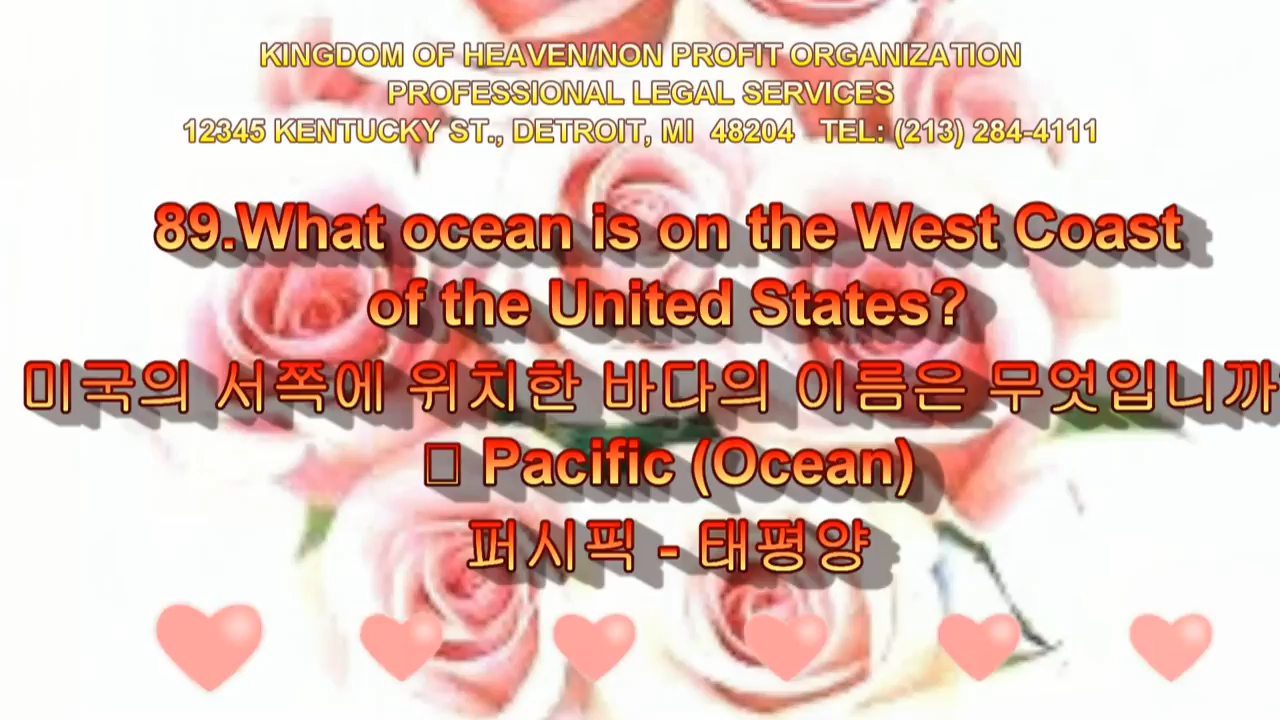 KINGDOM OF HEAVEN/NON PROFIT ORGANIZATION
PROFESSIONAL LEGAL SERVICES
12345 KENTUCKY ST., DETROIT, MI 48204 TEL: (213) 284-4111
89.What ocean is on the West Coast
of the United States?
미국의 서쪽에 위치한 바다의 이름은 무엇입니까
□ Pacific (Ocean)
퍼시픽 - 태평양